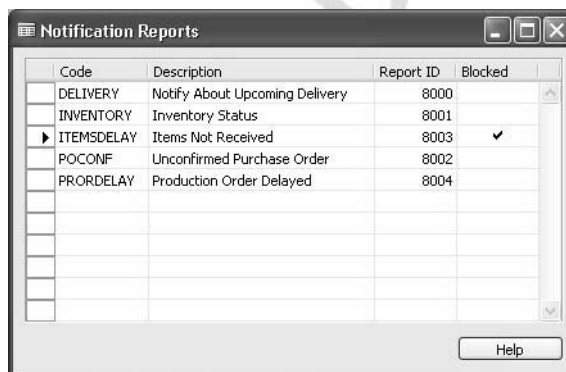 Notification Reports
Code Description Report ID Blocked
DELIVERY Notify About Upcoming Delivery 8000
INVENTORY Inventory Status 8001
ITEMSDELAY Items Not Received 8003 ✔
POCONF Unconfirmed Purchase Order 8002
PRORDELAY Production Order Delayed 8004
Help